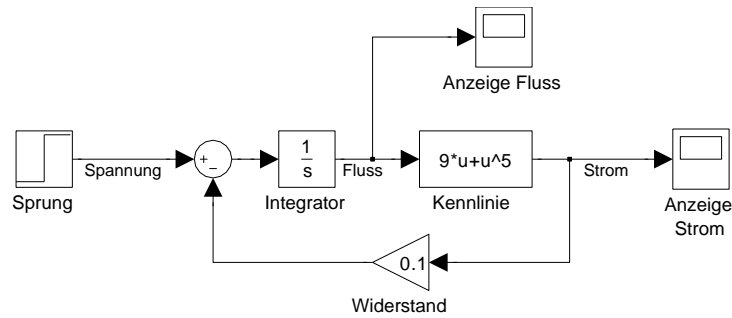 Anzeige Fluss
Spannung
+
−
1
s
Fluss
9*u+u^5
Strom
Sprung
Integrator
Kennlinie
Anzeige
Strom
0.1
Widerstand